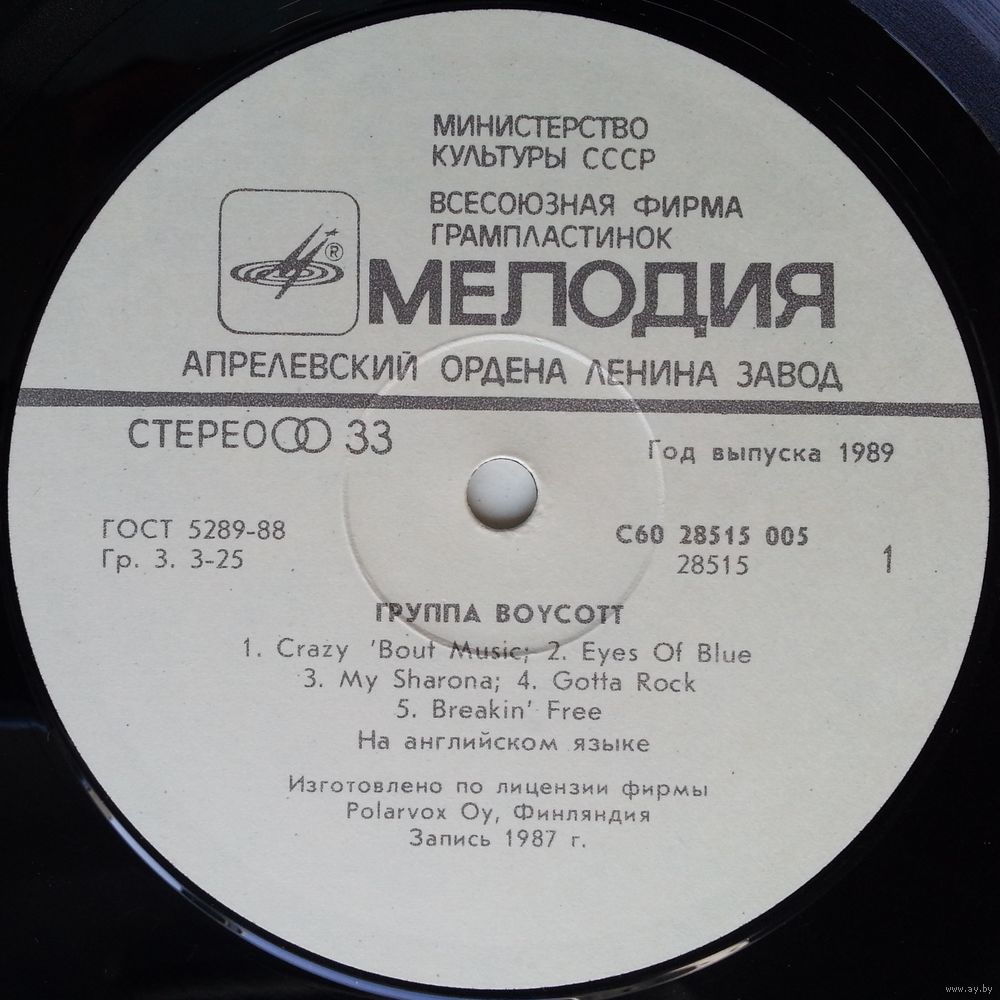 МИНИСТЕРСТВО
КУЛЬТУРЫ СССР
ВСЕСОЮЗНАЯ ФИРМА
ГРАМПЛАСТИНОК
®
МЕЛОДИЯ
АПРЕЛЕВСКИЙ ОРДЕНА ЛЕНИНА ЗАВОД
СТЕРЕО 33
Год выпуска 1989
ГОСТ 5289-88
Гр. 3. 3-25
С60 28515 005
28515
1
ГРУППА BOYCOTT
1. Crazy 'Bout Music; 2. Eyes Of Blue
3. My Sharona; 4. Gotta Rock
5. Breakin' Free
На английском языке
Изготовлено по лицензии фирмы
Polarvox Oy, Финляндия
Запись 1987 г.
www.ay.by